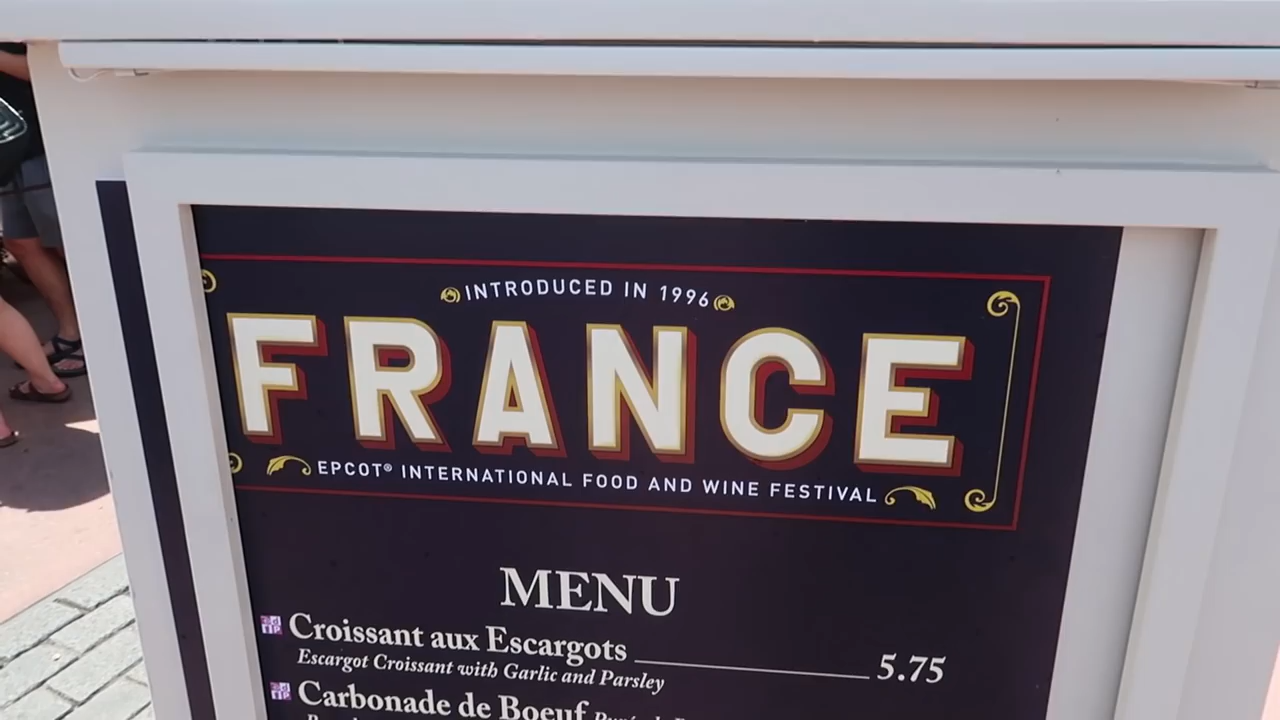 INTRODUCED IN 1996
FRANCE
EPCOT® INTERNATIONAL FOOD AND WINE FESTIVAL
MENU
Croissant aux Escargots 5.75
Escargot Croissant with Garlic and Parsley
Carbonade de Boeuf